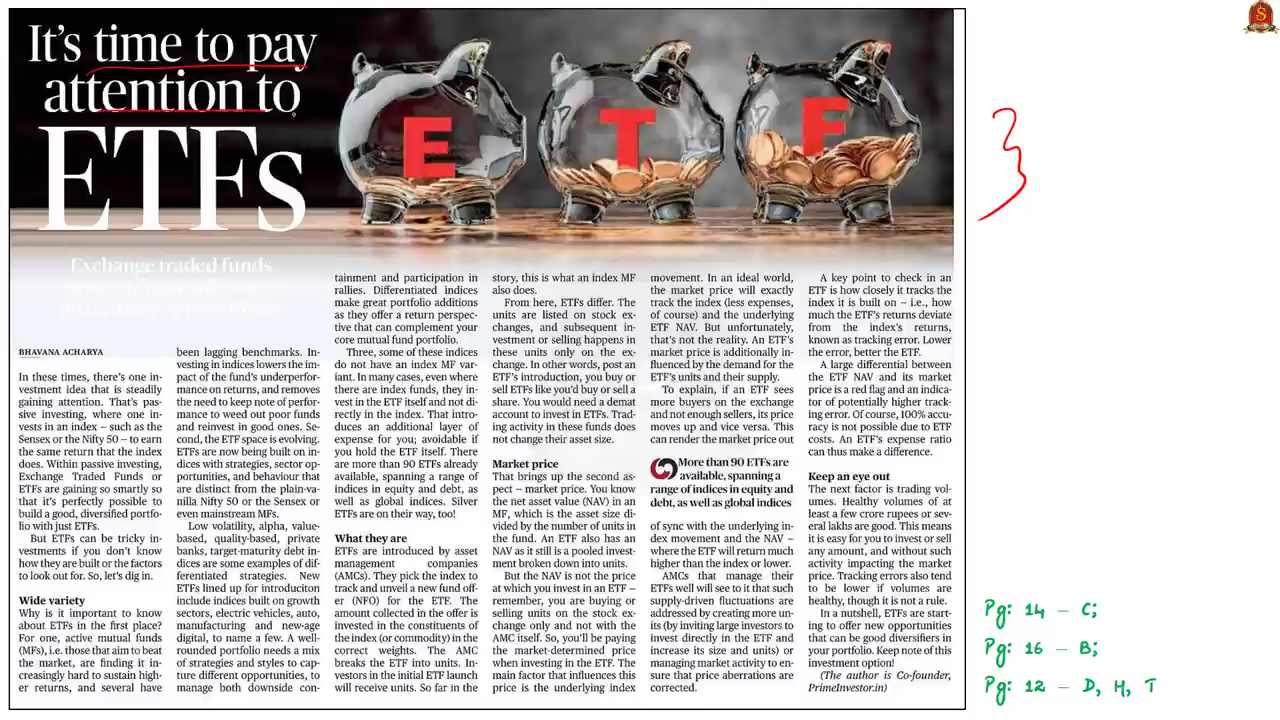 It's time to pay
attention to
ETFs
E T F
Exchange traded funds
BHAVANA ACHARYA
In these times, there's one in-
vestment idea that is steadily
gaining attention. That's pas-
sive investing, where one in-
vests in an index – such as the
Sensex or the Nifty 50 – to earn
the same return that the index
does. Within passive investing,
Exchange Traded Funds or
ETFs are gaining so smartly so
that it's perfectly possible to
build a good, diversified portfo-
lio with just ETFs.
But ETFs can be tricky in-
vestments if you don't know
how they are built or the factors
to look out for. So, let's dig in.
Wide variety
Why is it important to know
about ETFs in the first place?
For one, active mutual funds
(MFs), i.e. those that aim to beat
the market, are finding it in-
creasingly hard to sustain high-
er returns, and several have
been lagging benchmarks. In-
vesting in indices lowers the im-
pact of the fund's underperfor-
mance on returns, and removes
the need to keep note of perfor-
mance to weed out poor funds
and reinvest in good ones. Se-
cond, the ETF space is evolving.
ETFs are now being built on in-
dices with strategies, sector op-
portunities, and behaviour that
are distinct from the plain-va-
nilla Nifty 50 or the Sensex or
even mainstream MFs.
Low volatility, alpha, value-
based, quality-based, private
banks, target-maturity debt in-
dices are some examples of dif-
ferentiated strategies. New
ETFs lined up for introduciton
include indices built on growth
sectors, electric vehicles, auto,
manufacturing and new-age
digital, to name a few. A well-
rounded portfolio needs a mix
of strategies and styles to cap-
ture different opportunities, to
manage both downside con-
tainment and participation in
rallies. Differentiated indices
make great portfolio additions
as they offer a return perspec-
tive that can complement your
core mutual fund portfolio.
Three, some of these indices
do not have an index MF var-
iant. In many cases, even where
there are index funds, they in-
vest in the ETF itself and not di-
rectly in the index. That intro-
duces an additional layer of
expense for you; avoidable if
you hold the ETF itself. There
are more than 90 ETFs already
available, spanning a range of
indices in equity and debt, as
well as global indices. Silver
ETFs are on their way, too!
What they are
ETFs are introduced by asset
management companies
(AMCs). They pick the index to
track and unveil a new fund off-
er (NFO) for the ETF. The
amount collected in the offer is
invested in the constituents of
the index (or commodity) in the
correct weights. The AMC
breaks the ETF into units. In-
vestors in the initial ETF launch
will receive units. So far in the
story, this is what an index MF
also does.
From here, ETFs differ. The
units are listed on stock ex-
changes, and subsequent in-
vestment or selling happens in
these units only on the ex-
change. In other words, post an
ETF's introduction, you buy or
sell ETFs like you'd buy or sell a
share. You would need a demat
account to invest in ETFs. Trad-
ing activity in these funds does
not change their asset size.
Market price
That brings up the second as-
pect – market price. You know
the net asset value (NAV) in an
MF, which is the asset size di-
vided by the number of units in
the fund. An ETF also has an
NAV as it still is a pooled invest-
ment broken down into units.
But the NAV is not the price
at which you invest in an ETF –
remember, you are buying or
selling units on the stock ex-
change only and not with the
AMC itself. So, you'll be paying
the market-determined price
when investing in the ETF. The
main factor that influences this
price is the underlying index
movement. In an ideal world,
the market price will exactly
track the index (less expenses,
of course) and the underlying
ETF NAV. But unfortunately,
that's not the reality. An ETF's
market price is additionally in-
fluenced by the demand for the
ETF's units and their supply.
To explain, if an ETF sees
more buyers on the exchange
and not enough sellers, its price
moves up and vice versa. This
can render the market price out
More than 90 ETFs are
available, spanning a
range of indices in equity and
debt, as well as global indices
of sync with the underlying in-
dex movement and the NAV –
where the ETF will return much
higher than the index or lower.
AMCs that manage their
ETFs well will see to it that such
supply-driven fluctuations are
addressed by creating more un-
its (by inviting large investors to
invest directly in the ETF and
increase its size and units) or
managing market activity to en-
sure that price aberrations are
corrected.
A key point to check in an
ETF is how closely it tracks the
index it is built on – i.e., how
much the ETF's returns deviate
from the index's returns,
known as tracking error. Lower
the error, better the ETF.
A large differential between
the ETF NAV and its market
price is a red flag and an indica-
tor of potentially higher track-
ing error. Of course, 100% accu-
racy is not possible due to ETF
costs. An ETF's expense ratio
can thus make a difference.
Keep an eye out
The next factor is trading vol-
umes. Healthy volumes of at
least a few crore rupees or sev-
eral lakhs are good. This means
it is easy for you to invest or sell
any amount, and without such
activity impacting the market
price. Tracking errors also tend
to be lower if volumes are
healthy, though it is not a rule.
In a nutshell, ETFs are start-
ing to offer new opportunities
that can be good diversifiers in
your portfolio. Keep note of this
investment option!
(The author is Co-founder,
PrimeInvestor.in)
Pg: 14 – C;
Pg: 16 – B;
Pg: 12 – D, H, T